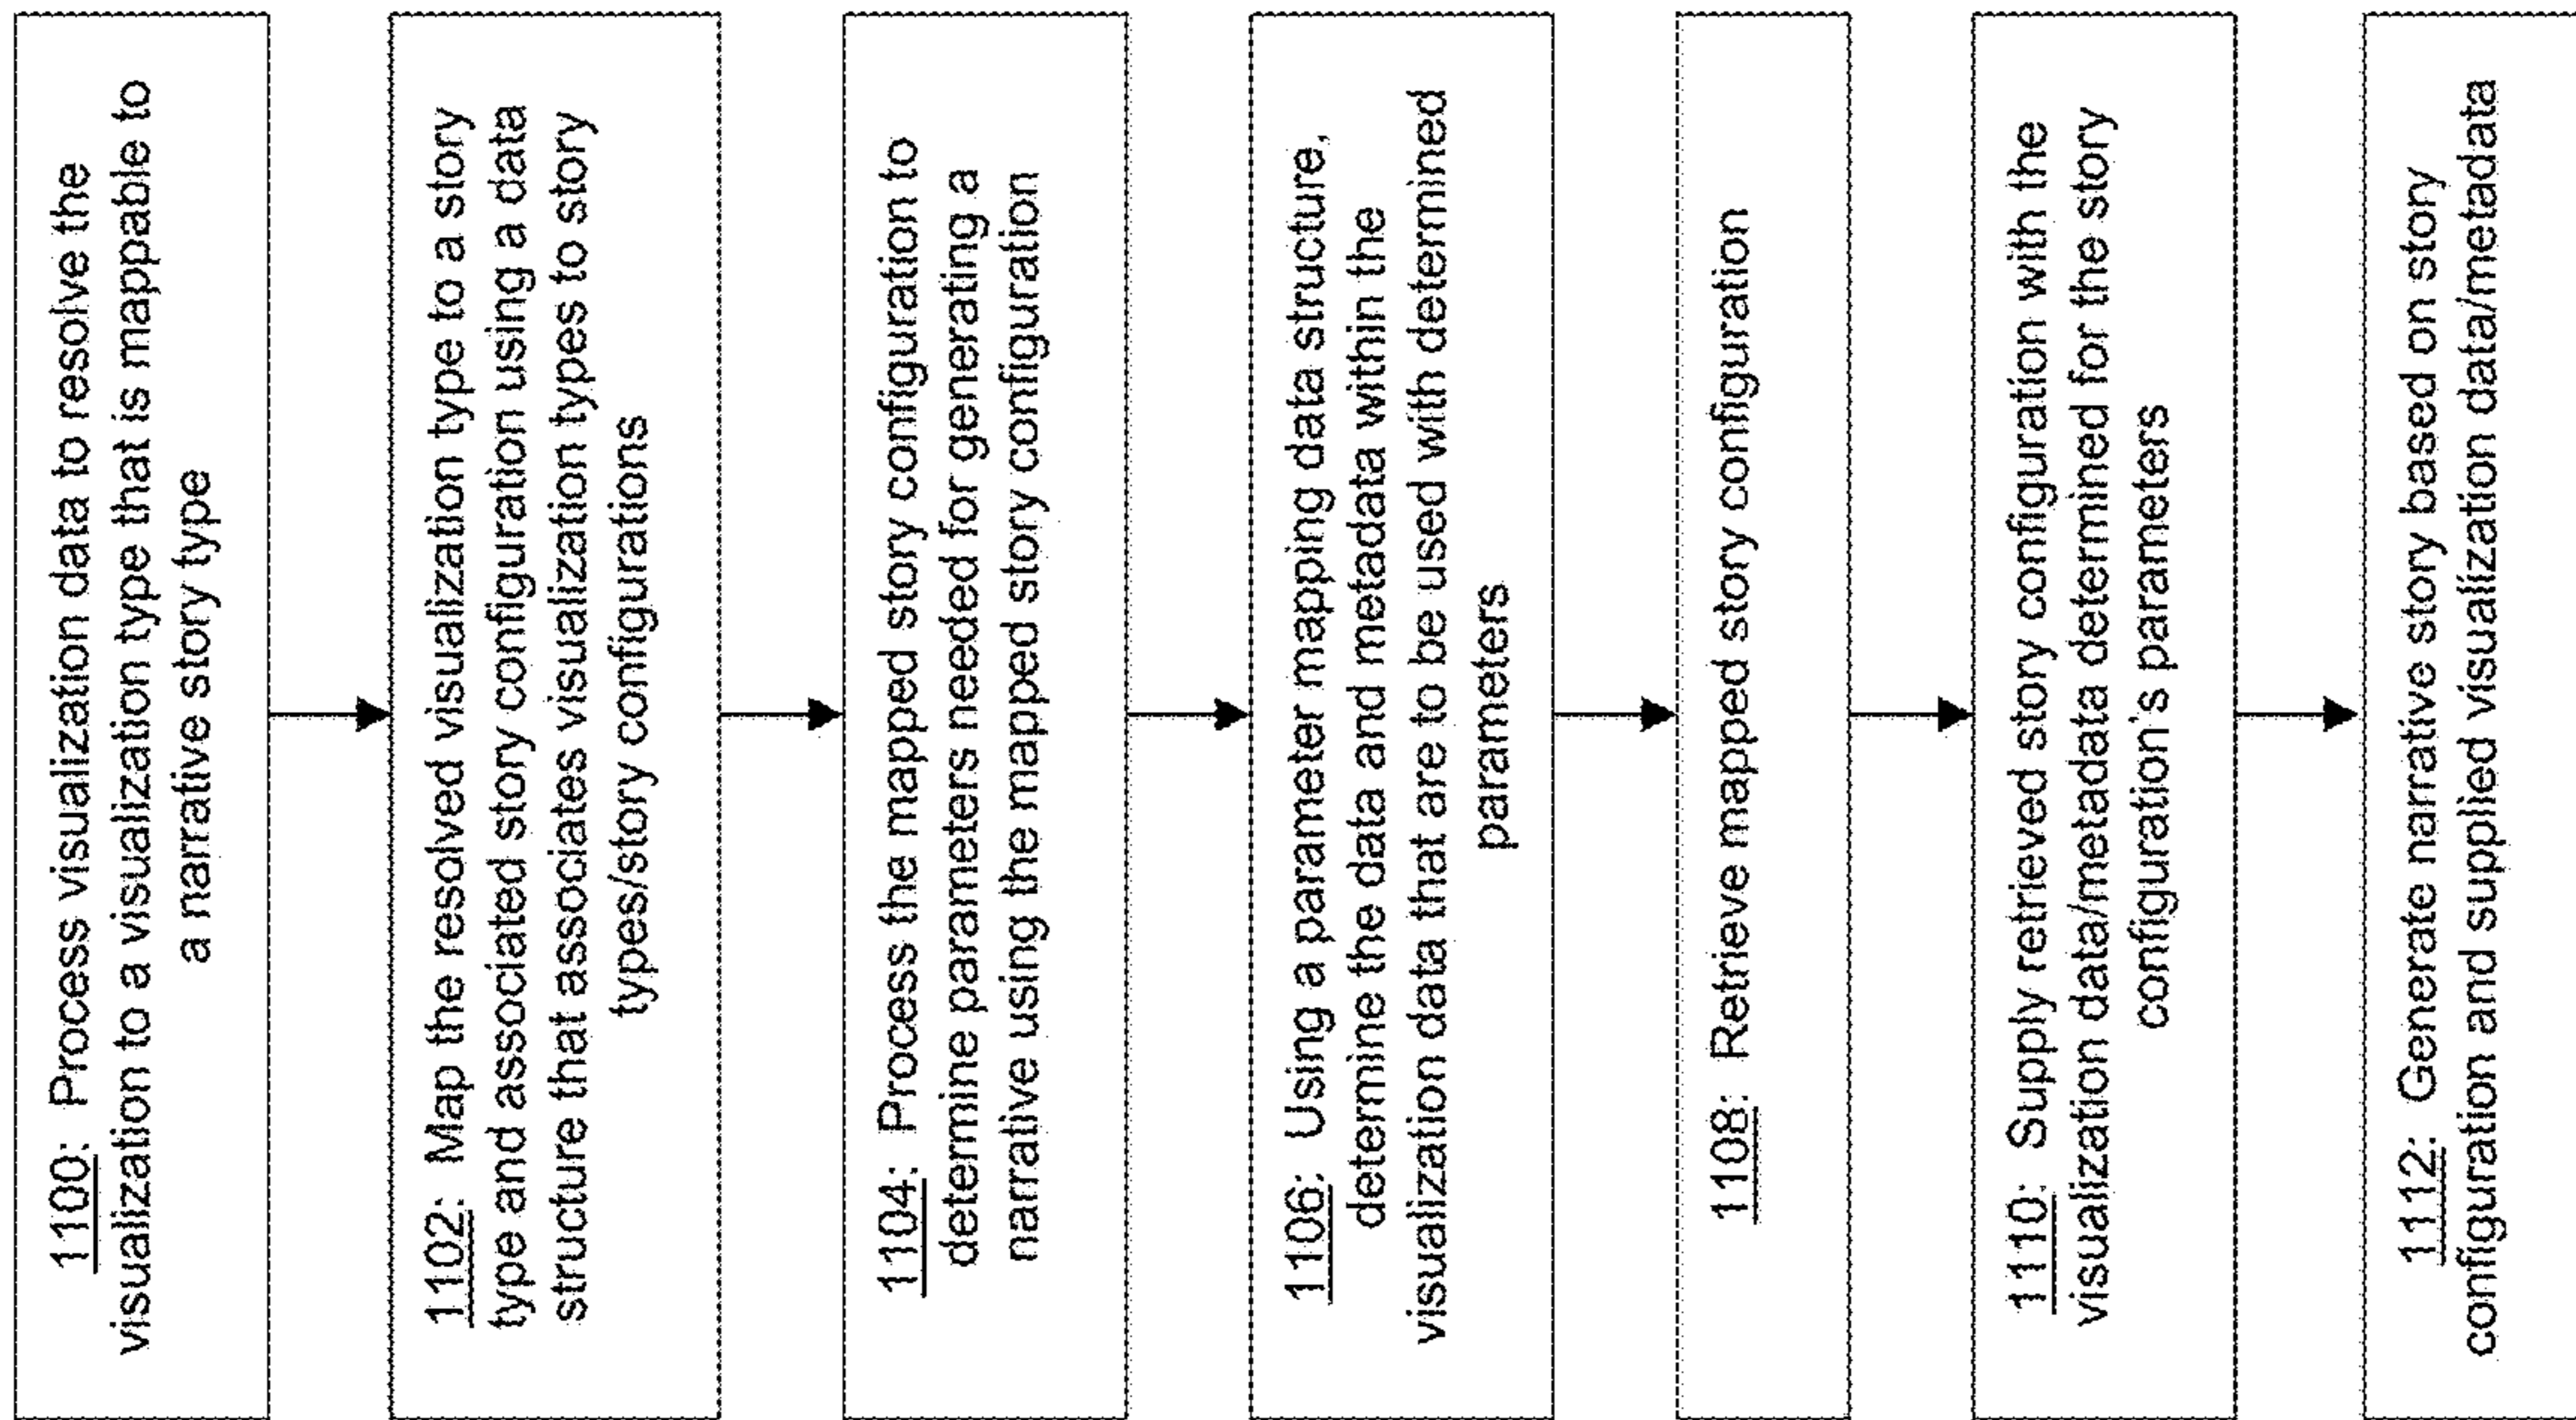 1100: Process visualization data to resolve the
visualization to a visualization type that is mappable to
a narrative story type
1102: Map the resolved visualization type to a story
type and associated story configuration using a data
structure that associates visualization types to story
types/story configurations
1104: Process the mapped story configuration to
determine parameters needed for generating a
narrative using the mapped story configuration
1106: Using a parameter mapping data structure,
determine the data and metadata within the
visualization data that are to be used with determined
parameters
1108: Retrieve mapped story configuration
1110: Supply retrieved story configuration with the
visualization data/metadata determined for the story
configuration's parameters
1112: Generate narrative story based on story
configuration and supplied visualization data/metadata